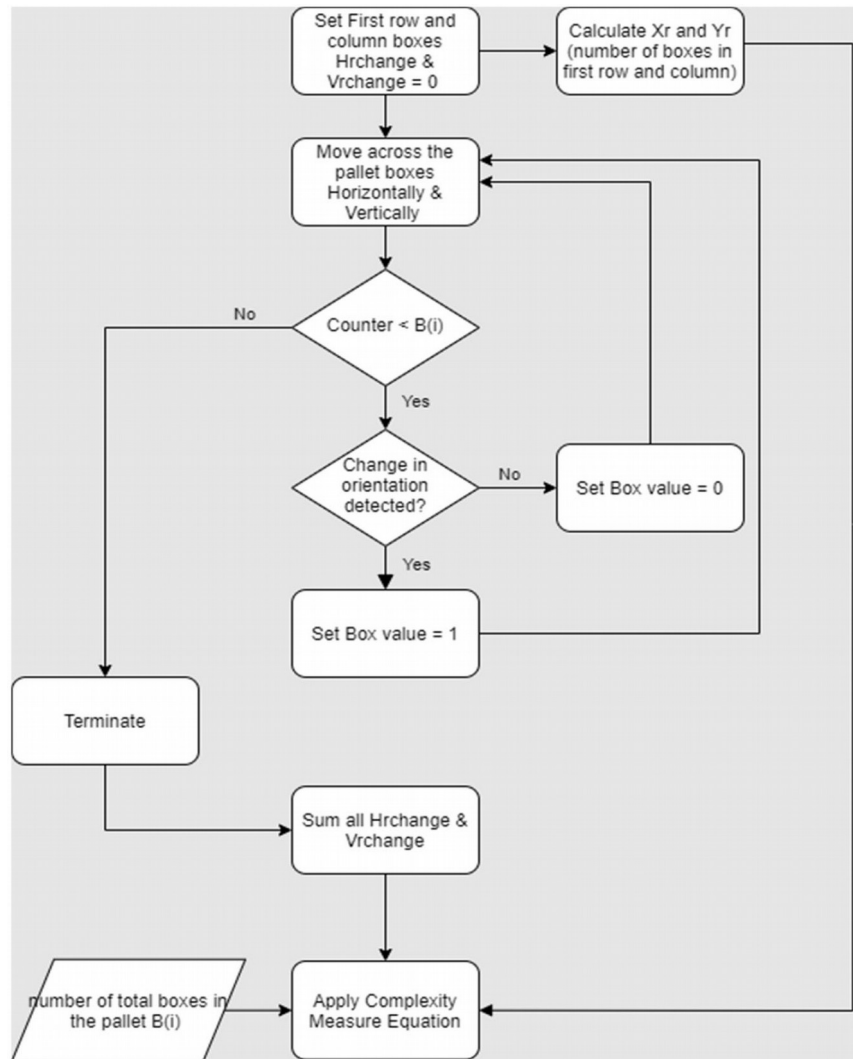 Set First row and
column boxes
Hrchange &
Vrchange = 0
Calculate Xr and Yr
(number of boxes in
first row and column)
Move across the
pallet boxes
Horizontally &
Vertically
No
Counter < B(i)
Yes
Change in
orientation
detected?
No
Set Box value = 0
Yes
Set Box value = 1
Terminate
Sum all Hrchange &
Vrchange
number of total boxes in
the pallet B(i)
Apply Complexity
Measure Equation